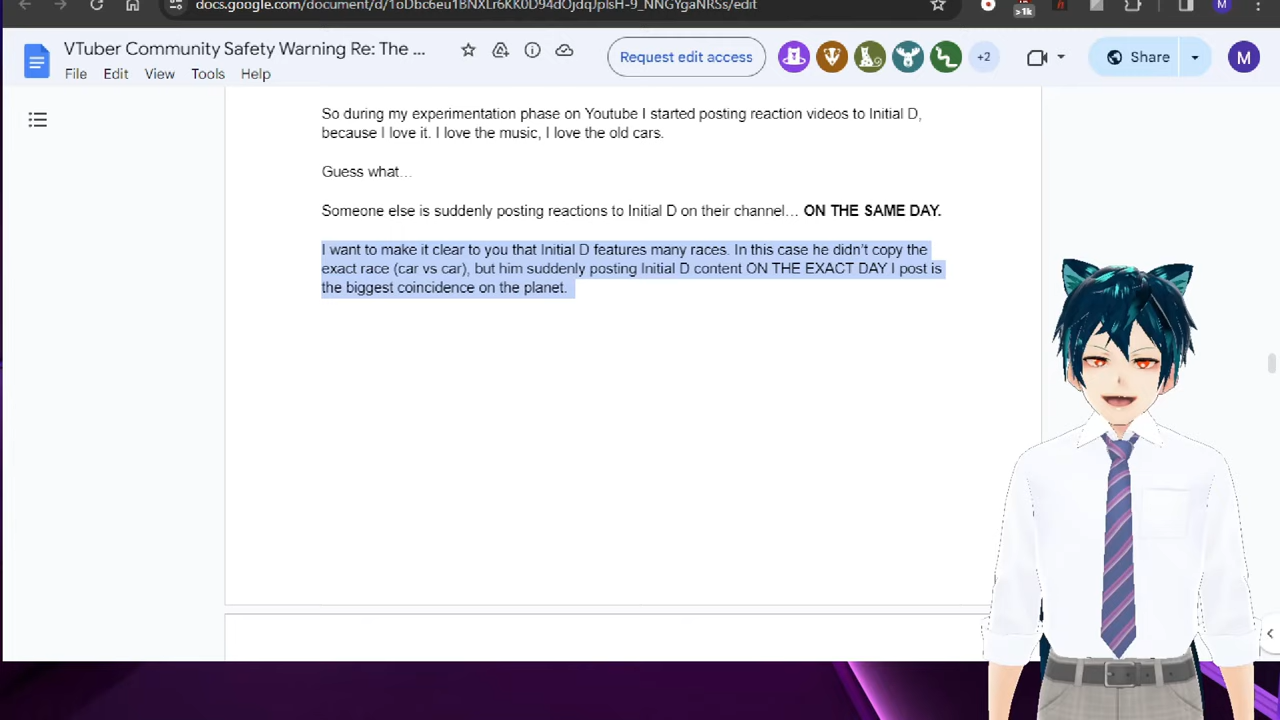 VTuber Community Safety Warning Re: The ...
File Edit View Tools Help
Request edit access
+2
Share
M
So during my experimentation phase on Youtube I started posting reaction videos to Initial D,
because I love it. I love the music, I love the old cars.
Guess what…
Someone else is suddenly posting reactions to Initial D on their channel… ON THE SAME DAY.
I want to make it clear to you that Initial D features many races. In this case he didn’t copy the
exact race (car vs car), but him suddenly posting Initial D content ON THE EXACT DAY I post is
the biggest coincidence on the planet.